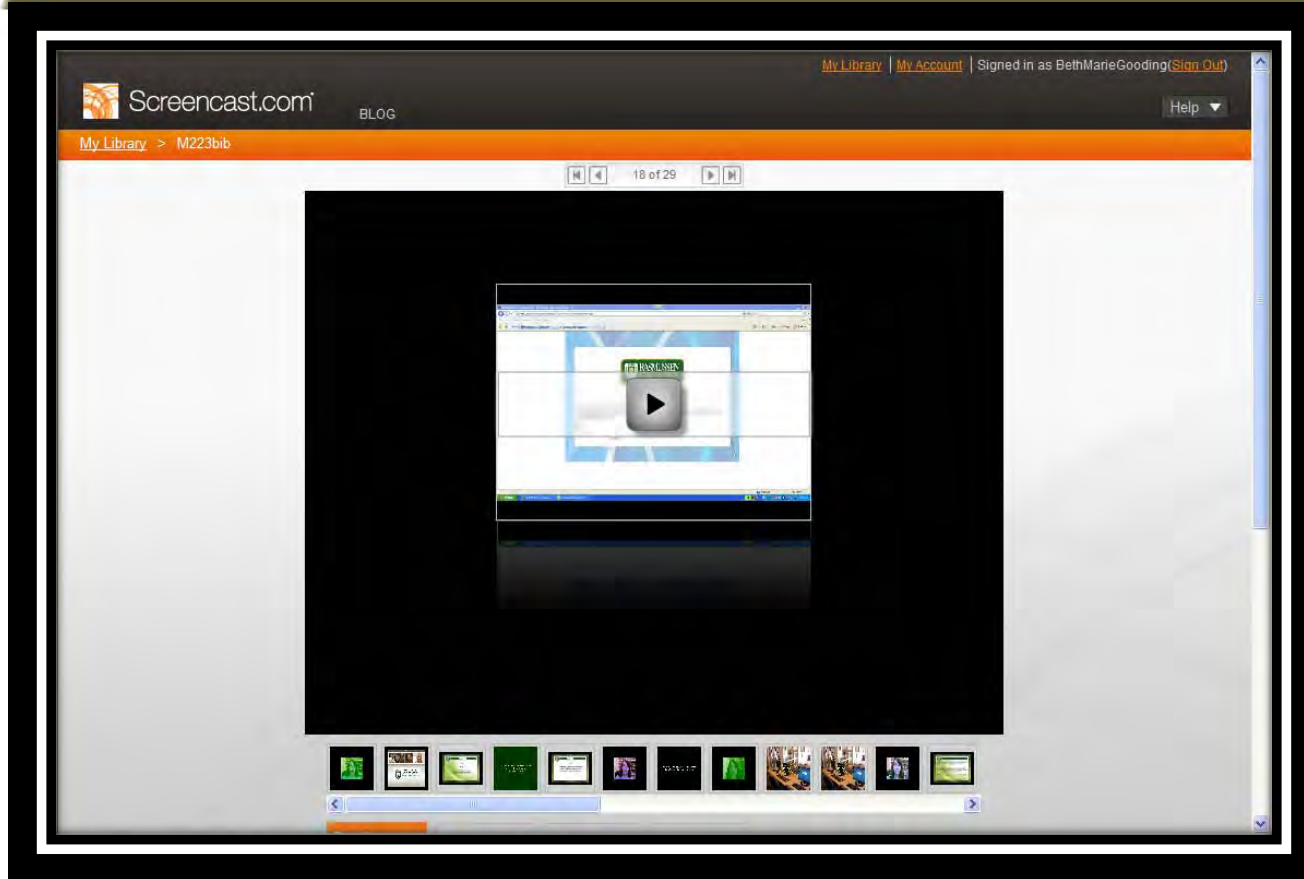 My Library | My Account | Signed in as BethMarieGooding(Sign Out)
Screencast.com
BLOG
Help
My Library > M223bib
18 of 29
RASMUSSEN